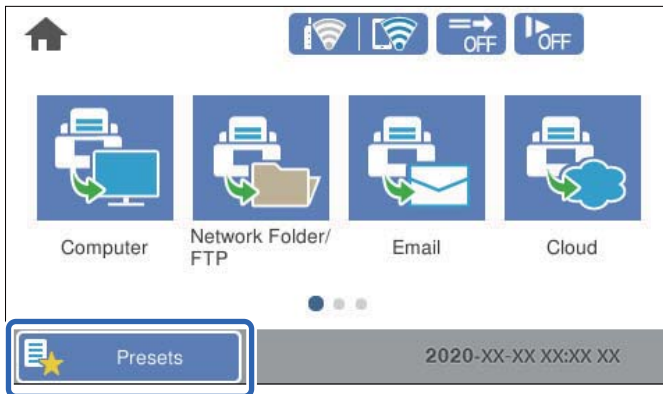 OFF
OFF
Computer
Network Folder/
FTP
Email
Cloud
Presets
2020-XX-XX XX:XX XX